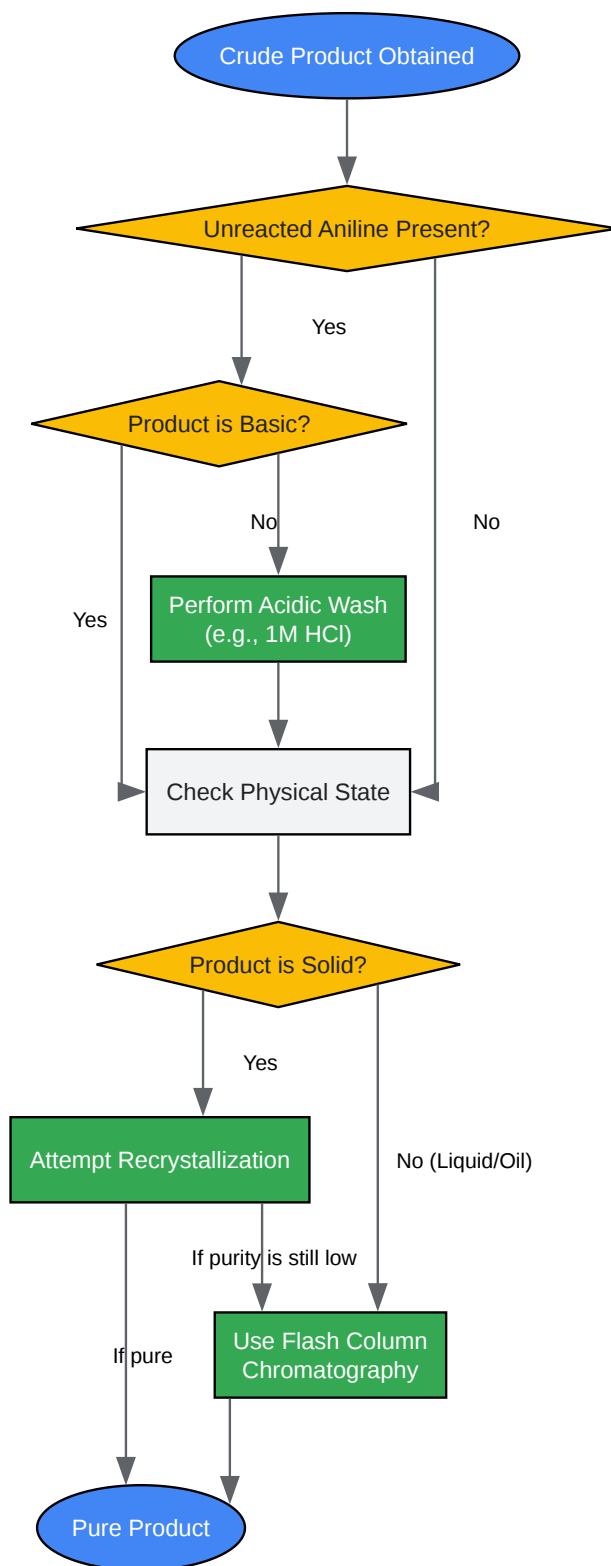 Crude Product Obtained
Unreacted Aniline Present?
Yes
Product is Basic?
No
No
Perform Acidic Wash
(e.g., 1M HCl)
Yes
Check Physical State
Product is Solid?
Yes
Attempt Recrystallization
No (Liquid/Oil)
If purity is still low
Use Flash Column
Chromatography
If pure
Pure Product